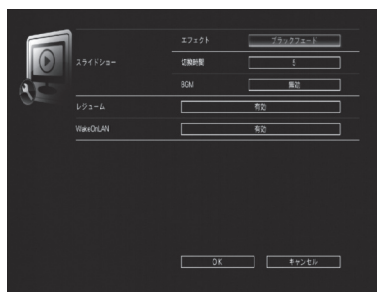 エフェクト ブラックフェード
スライドショー 切替時間 5
BGM 無効
レジューム 有効
WakeOnLAN 有効
OK キャンセル